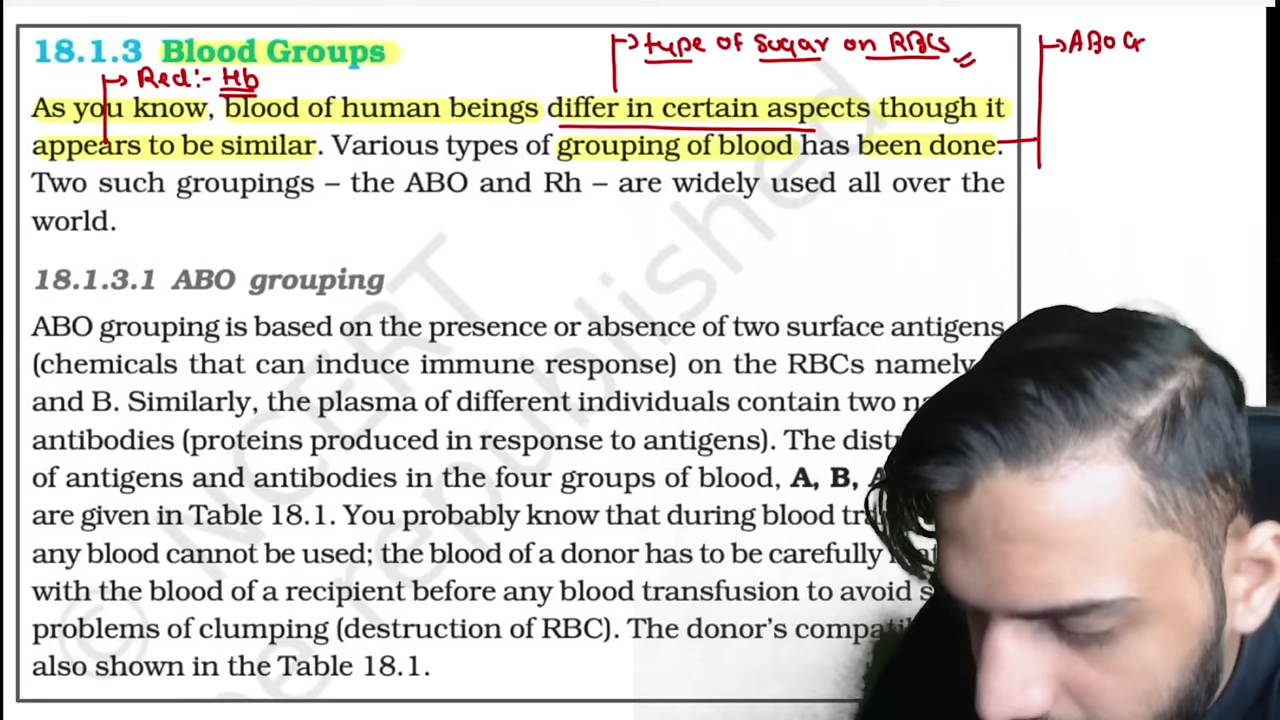 18.1.3 Blood Groups
→ type of sugar on RBCs
→ ABO G
→ Red:- Hb
As you know, blood of human beings differ in certain aspects though it
appears to be similar. Various types of grouping of blood has been done.
Two such groupings – the ABO and Rh – are widely used all over the
world.
18.1.3.1 ABO grouping
ABO grouping is based on the presence or absence of two surface antigens
(chemicals that can induce immune response) on the RBCs namely
and B. Similarly, the plasma of different individuals contain two
antibodies (proteins produced in response to antigens). The
of antigens and antibodies in the four groups of blood, A, B,
are given in Table 18.1. You probably know that during blood
any blood cannot be used; the blood of a donor has to be carefully
with the blood of a recipient before any blood transfusion to avoid
problems of clumping (destruction of RBC). The donor's
also shown in the Table 18.1.
© NCERT
not to be republished